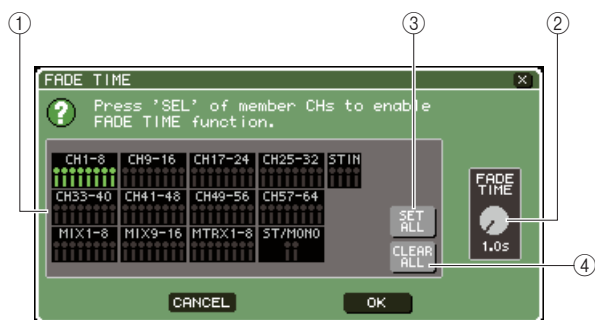 ① ③ ②
FADE TIME
Press 'SEL' of member CHs to enable
FADE TIME function.
CH1-8 CH9-16 CH17-24 CH25-32 STIN
CH33-40 CH41-48 CH49-56 CH57-64
MIX1-8 MIX9-16 MTRX1-8 ST/MONO
SET
ALL
CLEAR
ALL
④
FADE
TIME
1.0s
CANCEL OK